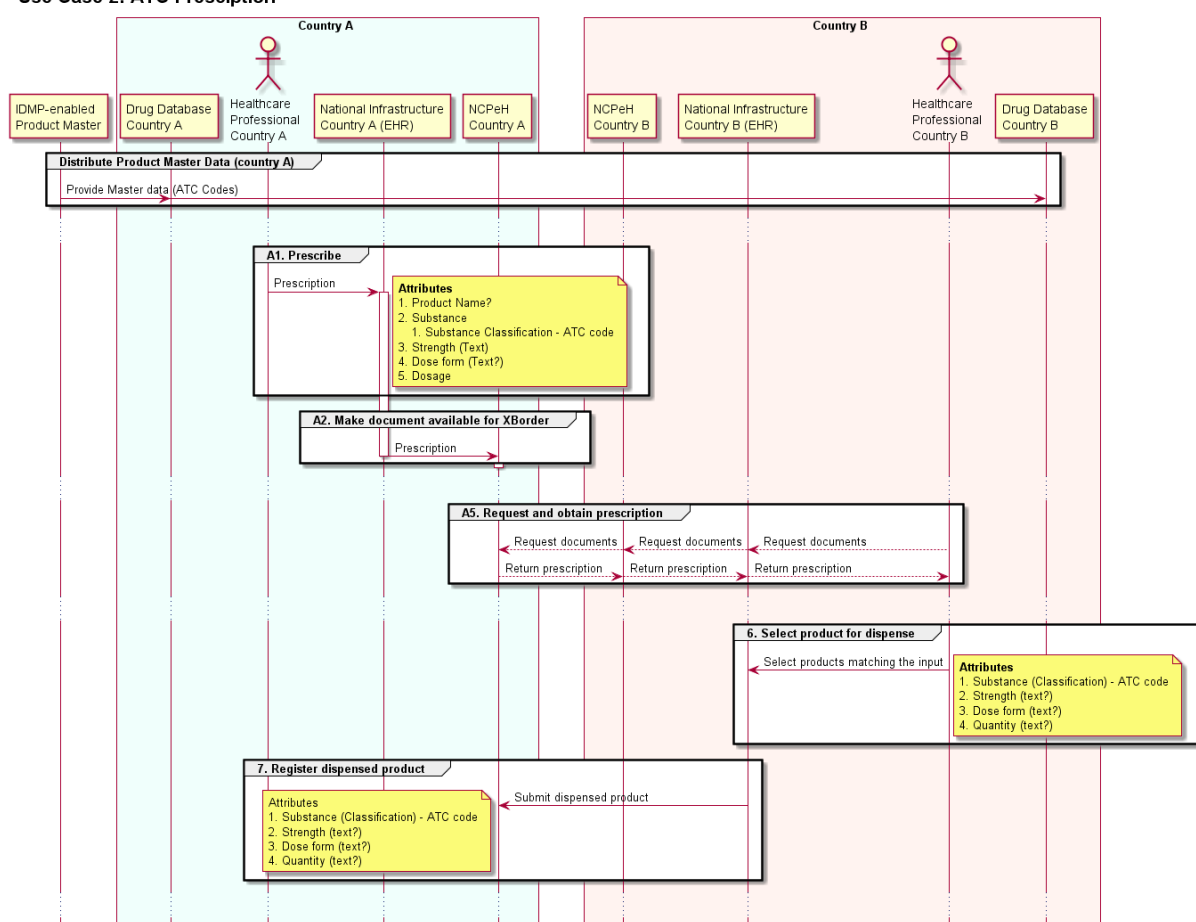 Use Case 2: ATC Presciption
Country A
Country B
IDMP-enabled
Product Master
Drug Database
Country A
Healthcare
Professional
Country A
National Infrastructure
Country A (EHR)
NCPeH
Country A
NCPeH
Country B
National Infrastructure
Country B (EHR)
Healthcare
Professional
Country B
Drug Database
Country B
Distribute Product Master Data (country A)
Provide Master data (ATC Codes)
A1. Prescribe
Prescription
Attributes
1. Product Name?
2. Substance
1. Substance Classification - ATC code
3. Strength (Text)
4. Dose form (Text?)
5. Dosage
A2. Make document available for XBorder
Prescription
A5. Request and obtain prescription
Request documents
Request documents
Request documents
Return prescription
Return prescription
Return prescription
6. Select product for dispense
Select products matching the input
Attributes
1. Substance (Classification) - ATC code
2. Strength (text?)
3. Dose form (text?)
4. Quantity (text?)
7. Register dispensed product
Submit dispensed product
Attributes
1. Substance (Classification) - ATC code
2. Strength (text?)
3. Dose form (text?)
4. Quantity (text?)